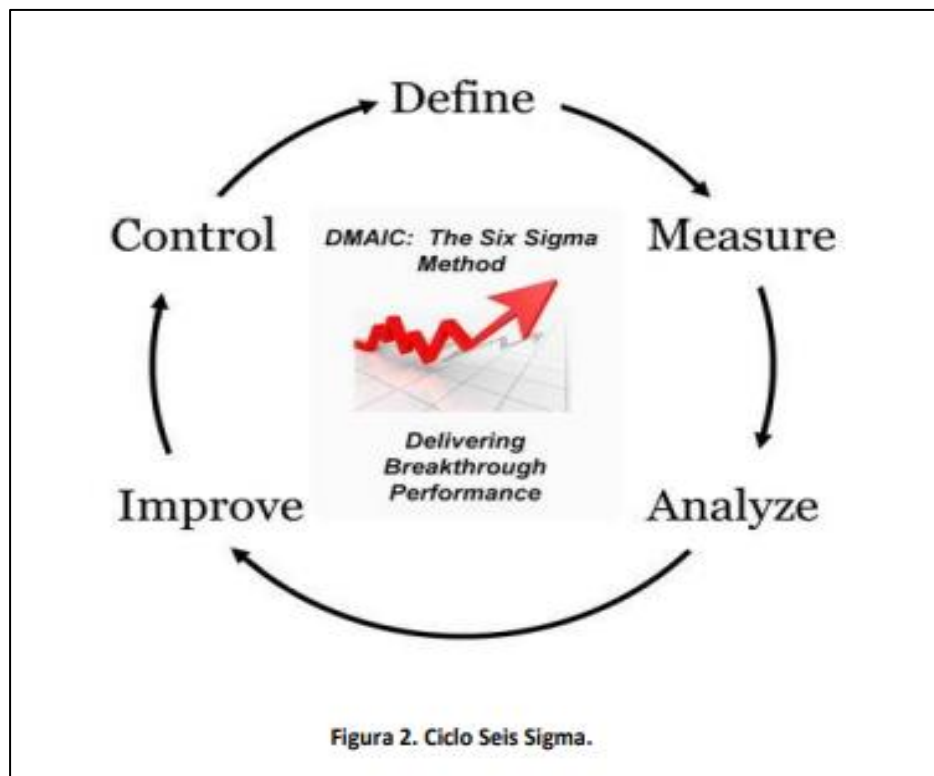 Define
Control
Measure
DMAIC: The Six Sigma
Method
Delivering
Breakthrough
Performance
Improve
Analyze
Figura 2. Ciclo Seis Sigma.